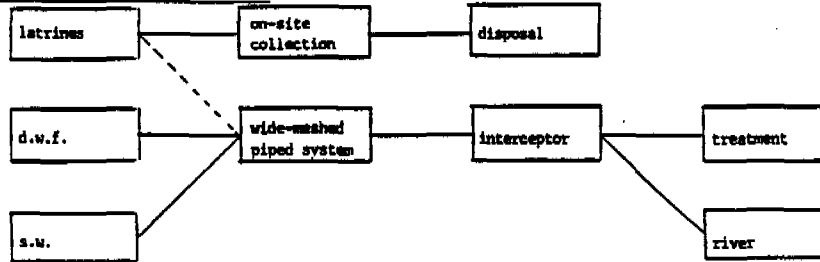 latrines
on-site
collection
disposal
d.w.f.
wide-meshed
piped system
interceptor
treatment
s.w.
river